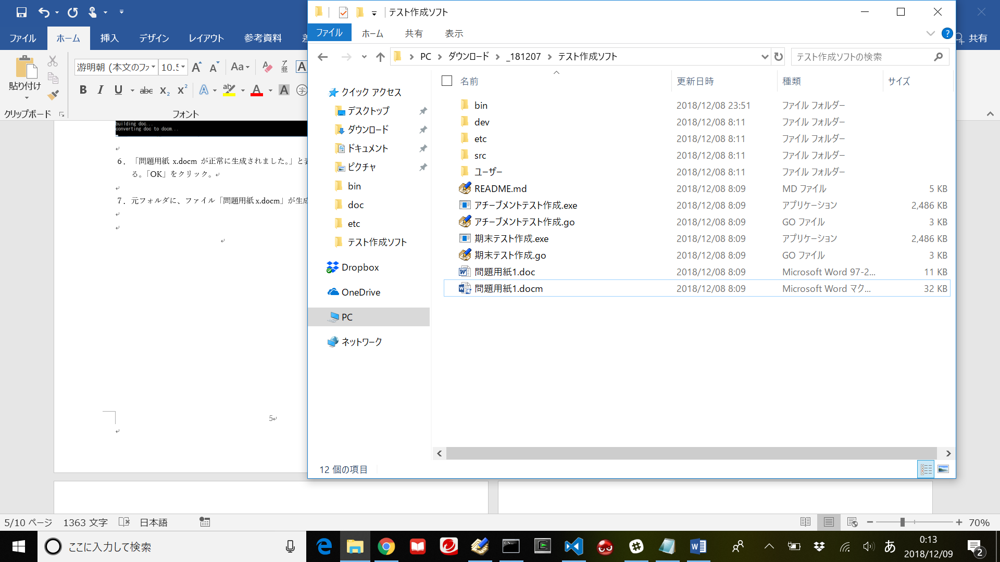 ファイル
ホーム
挿入
デザイン
レイアウト
参考資料
共有
貼り付け
クリップボード
游明朝 (本文のフォ
10.5
Aa
フォント
building doc...
converting doc to docm...
6. 「問題用紙 x.docm が正常に生成されました。」と
る。「OK」をクリック。
7. 元フォルダに、ファイル「問題用紙x.docm」が生
5
5/10 ページ
1363 文字
日本語
70%
テスト作成ソフト
ファイル
ホーム
共有
表示
PC
ダウンロード
_181207
テスト作成ソフト
テスト作成ソフトの検索
クイック アクセス
デスクトップ
ダウンロード
ドキュメント
ピクチャ
bin
doc
etc
テスト作成ソフト
Dropbox
OneDrive
PC
ネットワーク
名前 更新日時 種類 サイズ
bin 2018/12/08 23:51 ファイル フォルダー
dev 2018/12/08 8:11 ファイル フォルダー
etc 2018/12/08 8:11 ファイル フォルダー
src 2018/12/08 8:11 ファイル フォルダー
ユーザー 2018/12/08 8:11 ファイル フォルダー
README.md 2018/12/08 8:09 MD ファイル 5 KB
アチーブメントテスト作成.exe 2018/12/08 8:09 アプリケーション 2,486 KB
アチーブメントテスト作成.go 2018/12/08 8:09 GO ファイル 3 KB
期末テスト作成.exe 2018/12/08 8:09 アプリケーション 2,486 KB
期末テスト作成.go 2018/12/08 8:09 GO ファイル 3 KB
問題用紙1.doc 2018/12/08 8:09 Microsoft Word 97-2... 11 KB
問題用紙1.docm 2018/12/08 8:09 Microsoft Word マク... 32 KB
12 個の項目
ここに入力して検索
あ
0:13
2018/12/09
2